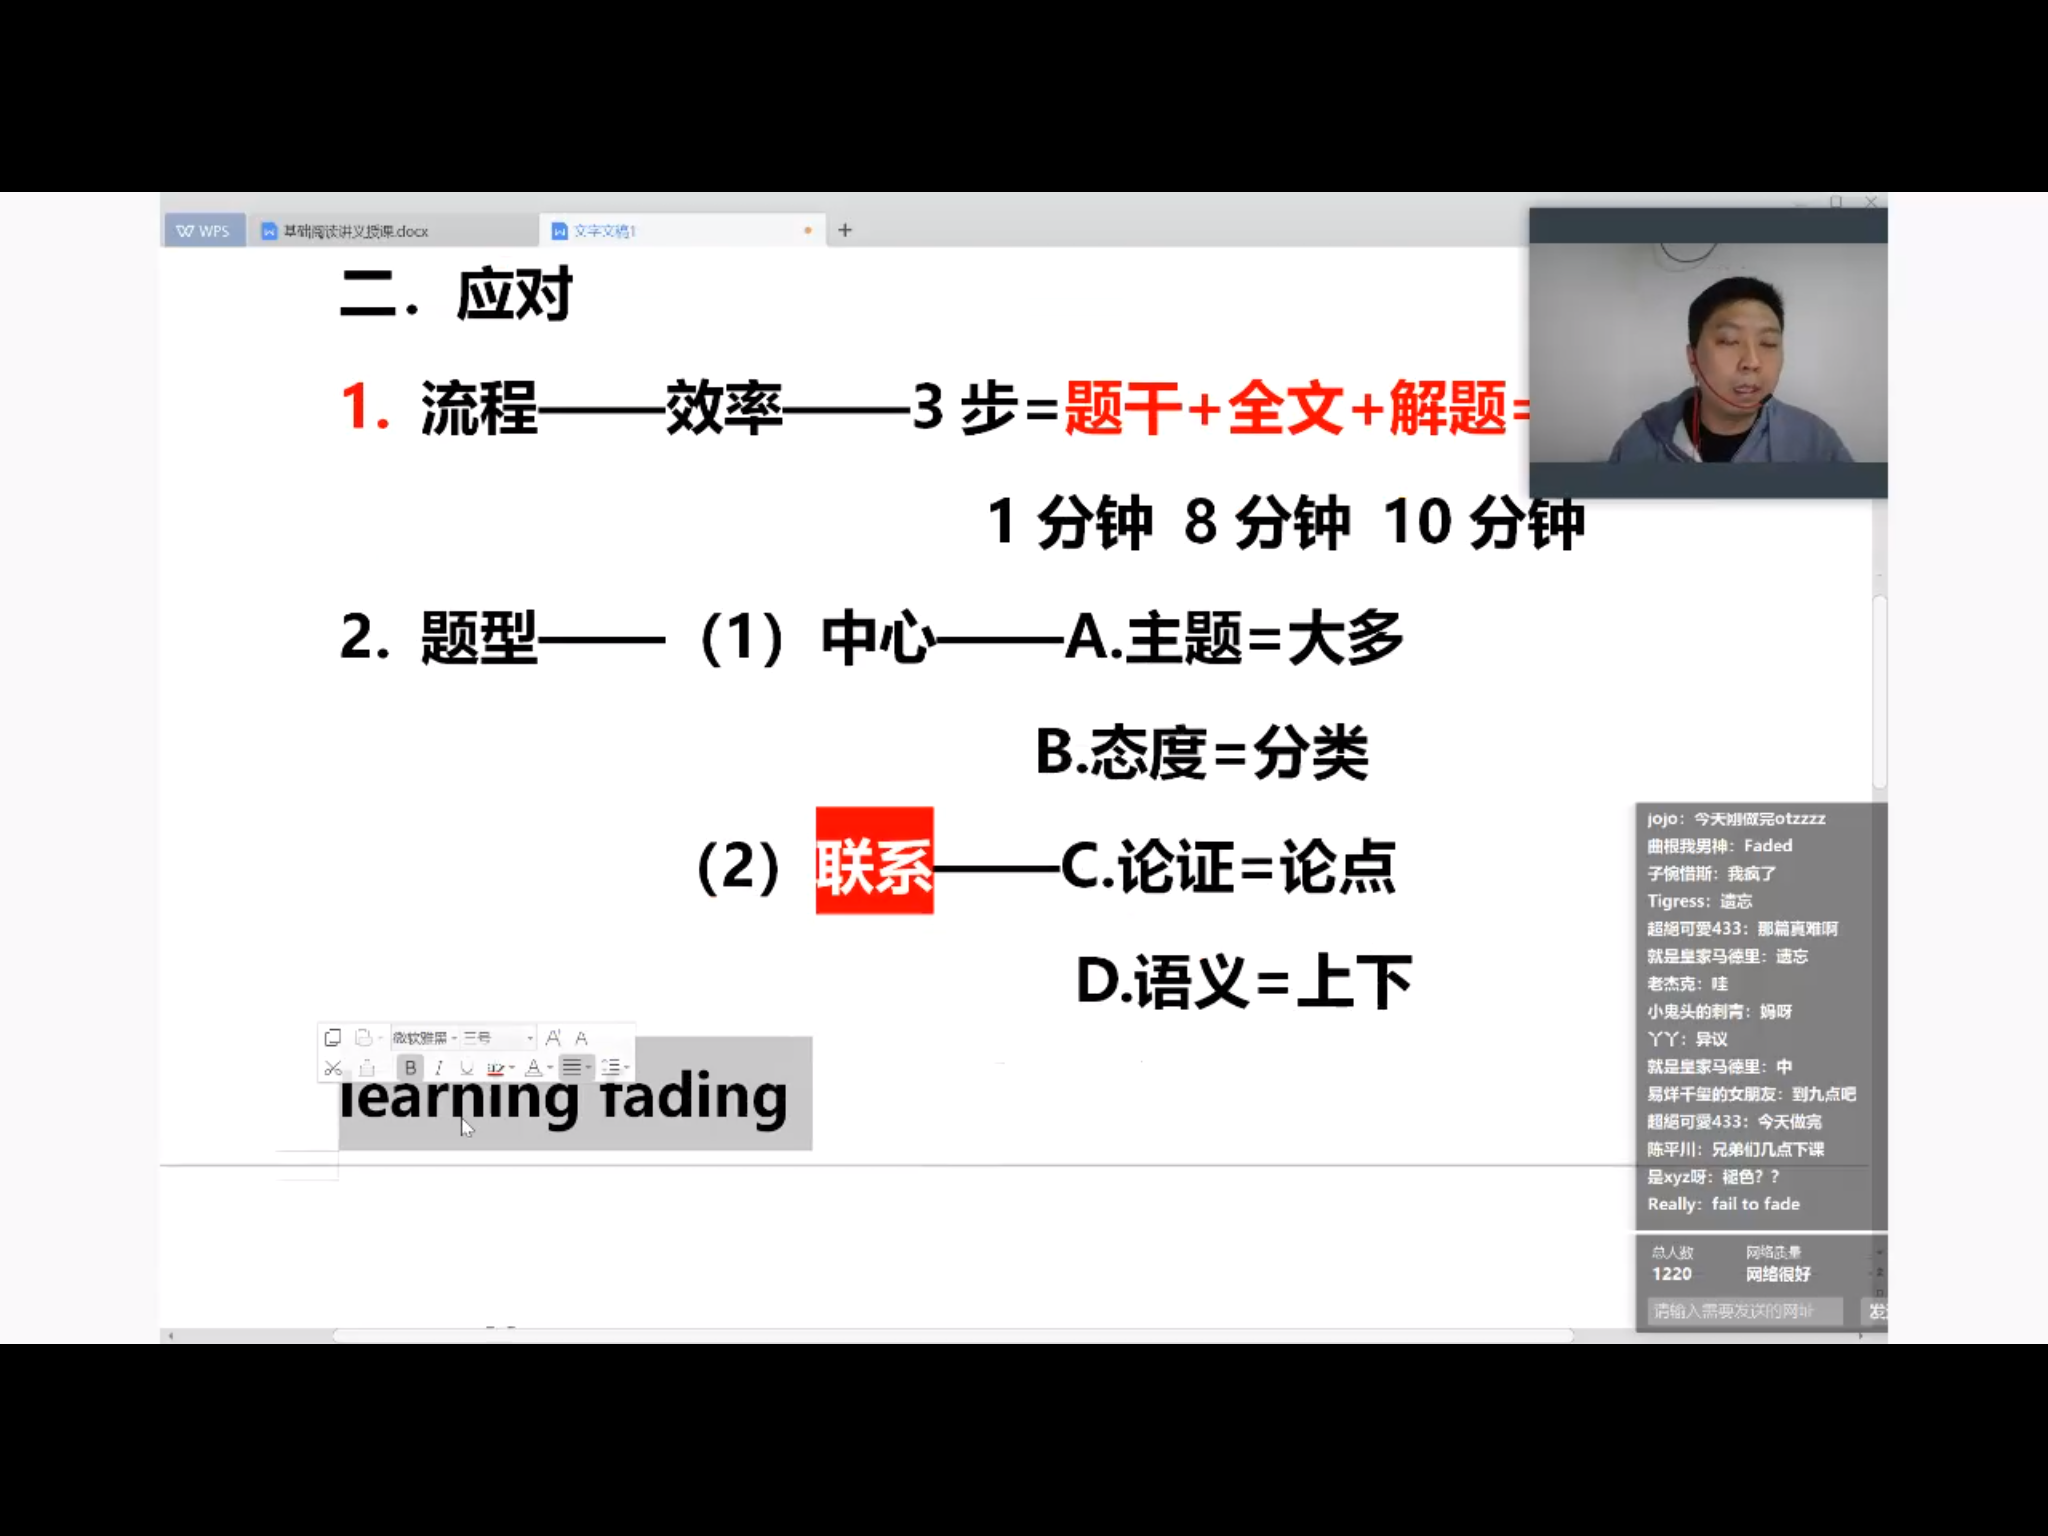 WPS
基础阅读讲义授课.docx
文字文稿1
二. 应对
1. 流程——效率——3 步=题干+全文+解题=
1 分钟 8 分钟 10 分钟
2. 题型——（1）中心——A.主题=大多
B.态度=分类
（2）联系——C.论证=论点
D.语义=上下
微软雅黑 三号
learning fading
jojo：今天刚做完otzzzz
曲根我男神：Faded
子惋惜斯：我疯了
Tigress：遗忘
超絕可愛433：那篇真难啊
就是皇家马德里：遗忘
老杰克：哇
小鬼头的刺青：妈呀
丫丫：异议
就是皇家马德里：中
易烊千玺的女朋友：到九点吧
超絕可愛433：今天做完
陈平川：兄弟们几点下课
是xyz呀：褪色？？
Really：fail to fade
总人数 网络质量
1220 网络很好
请输入需要发送的网址